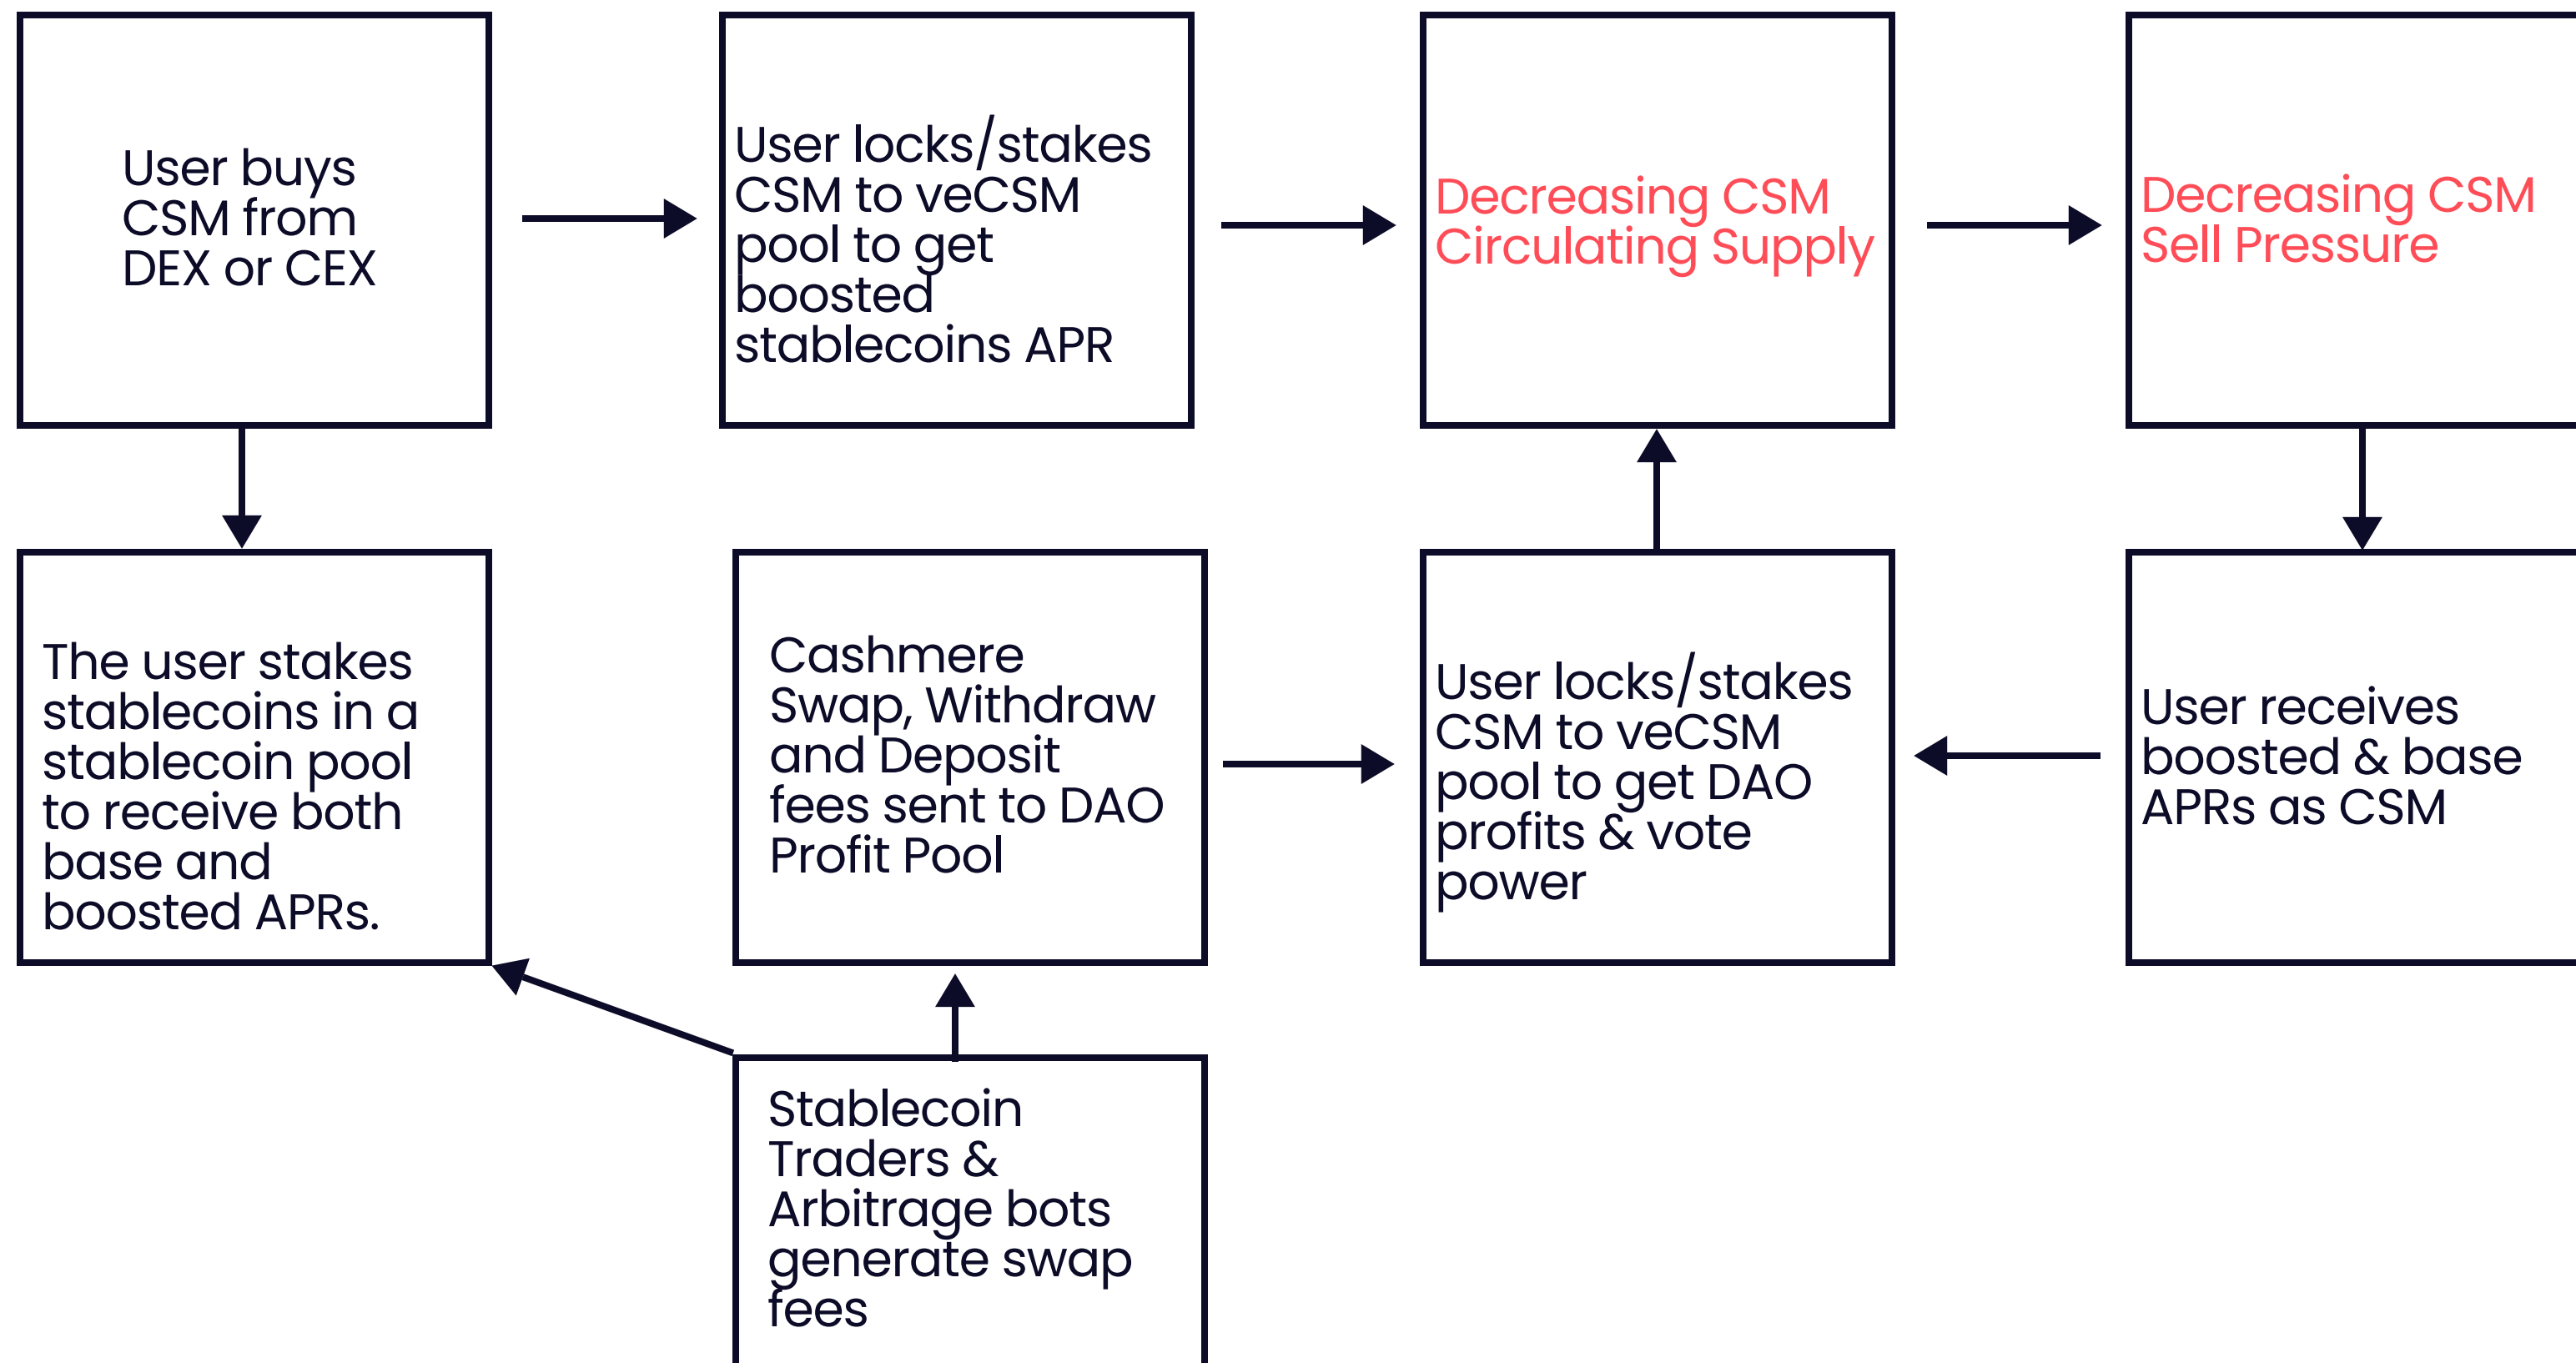 User buys
CSM from
DEX or CEX
User locks/stakes
CSM to veCSM
pool to get
boosted
stablecoins APR
Decreasing CSM
Circulating Supply
Decreasing CSM
Sell Pressure
The user stakes
stablecoins in a
stablecoin pool
to receive both
base and
boosted APRs.
Cashmere
Swap, Withdraw
and Deposit
fees sent to DAO
Profit Pool
User locks/stakes
CSM to veCSM
pool to get DAO
profits & vote
power
User receives
boosted & base
APRs as CSM
Stablecoin
Traders &
Arbitrage bots
generate swap
fees